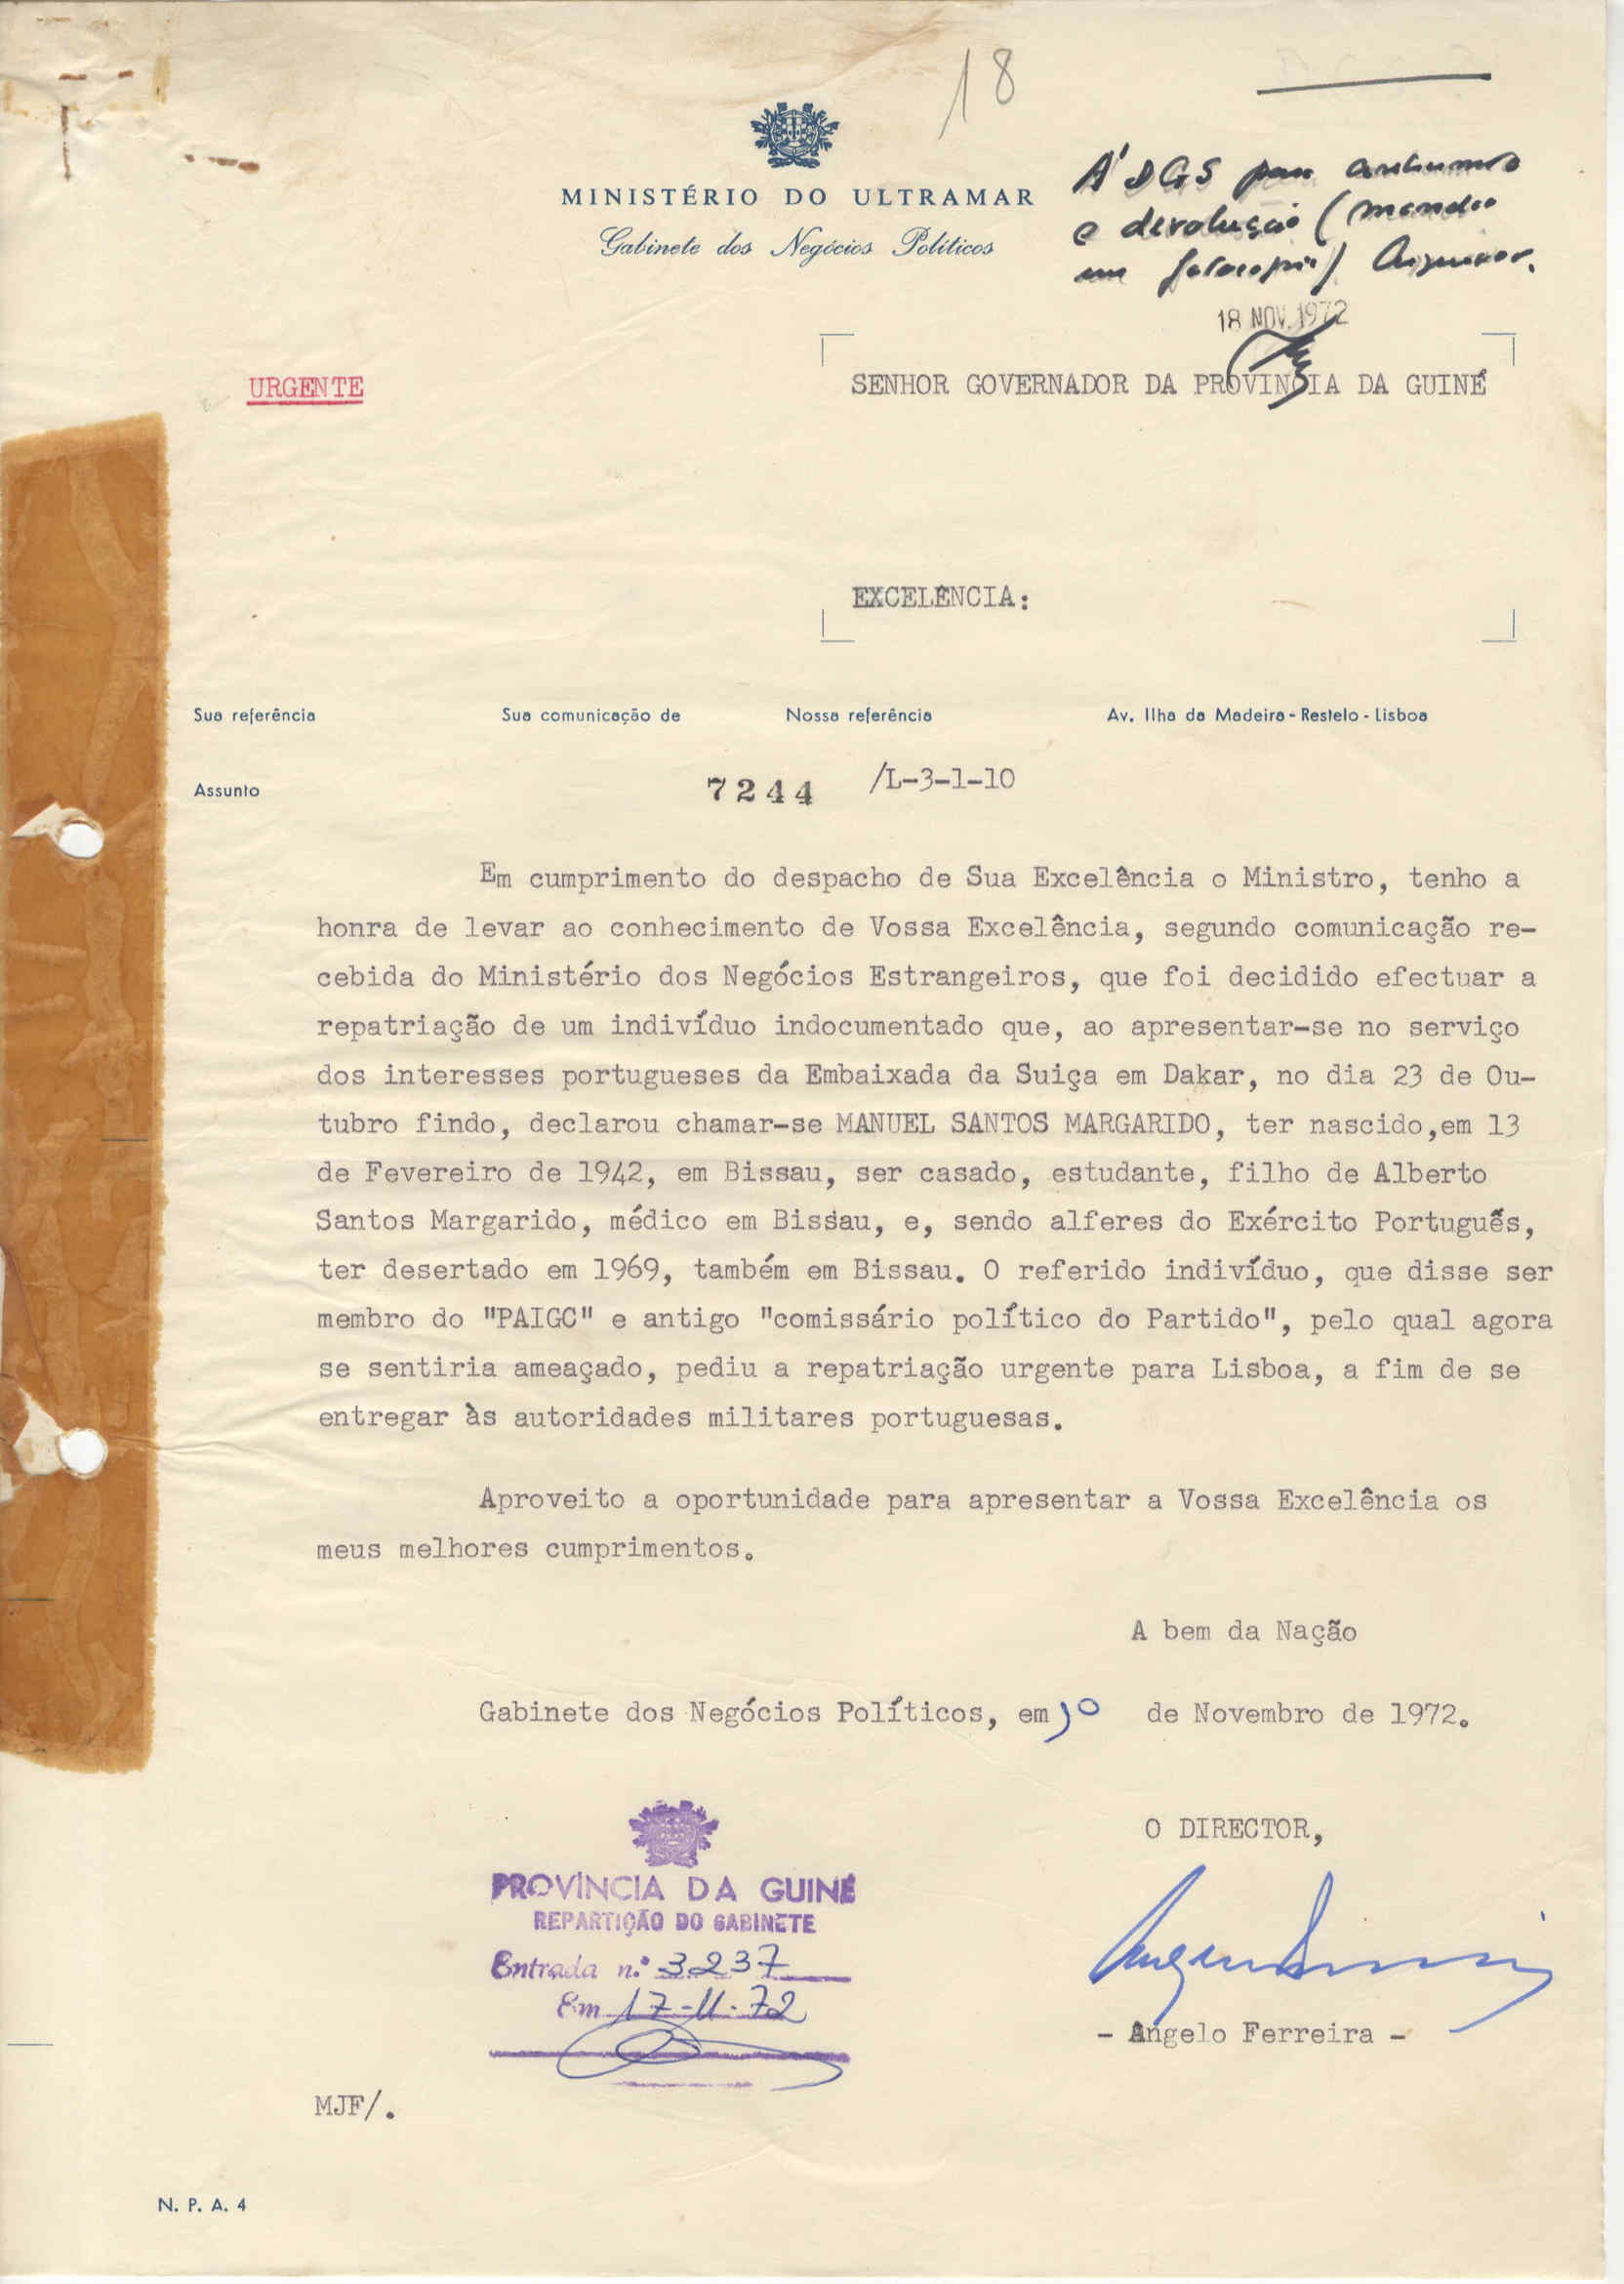 18
MINISTÉRIO DO ULTRAMAR
Gabinete dos Negócios Políticos
À DGS para
e devolução (mandar
um fotocópia) Arquivar.
18 NOV. 1972
URGENTE
SENHOR GOVERNADOR DA PROVINCIA DA GUINÉ
EXCELÊNCIA:
Sua referência
Sua comunicação de
Nossa referência
Av. Ilha da Madeira - Restelo - Lisboa
Assunto
7244 /L-3-1-10
Em cumprimento do despacho de Sua Excelência o Ministro, tenho a
honra de levar ao conhecimento de Vossa Excelência, segundo comunicação re-
cebida do Ministério dos Negócios Estrangeiros, que foi decidido efectuar a
repatriação de um indivíduo indocumentado que, ao apresentar-se no serviço
dos interesses portugueses da Embaixada da Suiça em Dakar, no dia 23 de Ou-
tubro findo, declarou chamar-se MANUEL SANTOS MARGARIDO, ter nascido,em 13
de Fevereiro de 1942, em Bissau, ser casado, estudante, filho de Alberto
Santos Margarido, médico em Bissau, e, sendo alferes do Exército Português,
ter desertado em 1969, também em Bissau. O referido indivíduo, que disse ser
membro do "PAIGC" e antigo "comissário político do Partido", pelo qual agora
se sentiria ameaçado, pediu a repatriação urgente para Lisboa, a fim de se
entregar às autoridades militares portuguesas.
Aproveito a oportunidade para apresentar a Vossa Excelência os
meus melhores cumprimentos.
A bem da Nação
Gabinete dos Negócios Políticos, em 10 de Novembro de 1972.
O DIRECTOR,
PROVÍNCIA DA GUINÉ
REPARTIÇÃO DO GABINETE
Entrada n.º 3237
Em 17-11-72
- Ângelo Ferreira -
MJF/.
N. P. A. 4